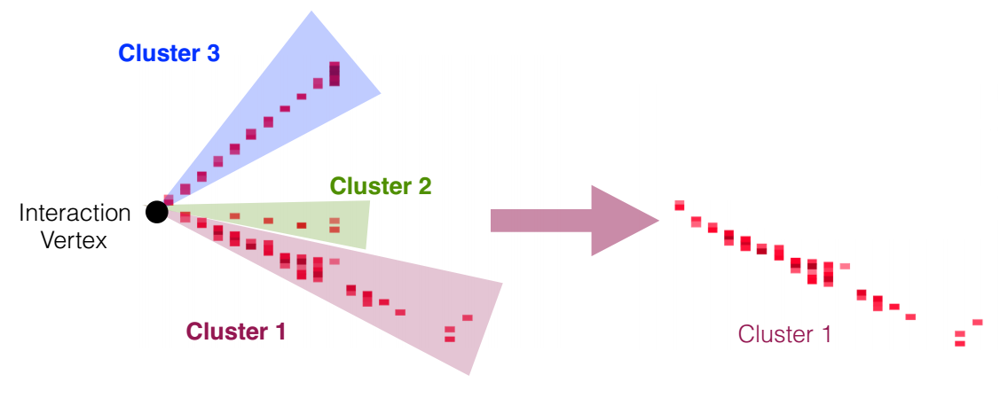 Cluster 3
Cluster 2
Interaction
Vertex
Cluster 1
Cluster 1